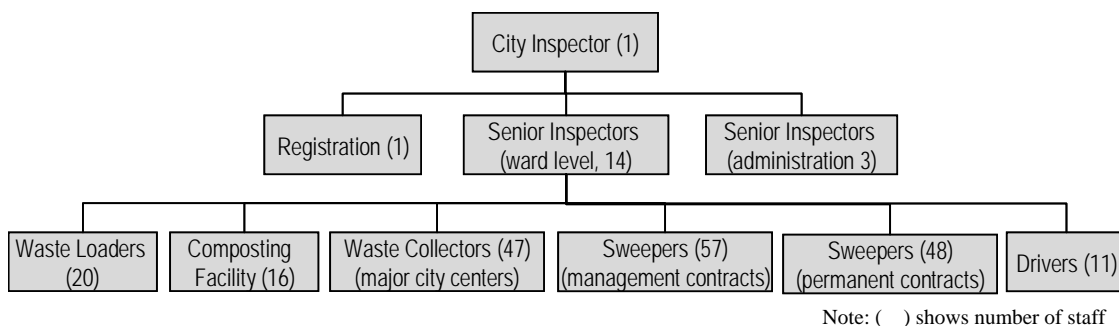 City Inspector (1)
Registration (1)
Senior Inspectors
(ward level, 14)
Senior Inspectors
(administration 3)
Waste Loaders
(20)
Composting
Facility (16)
Waste Collectors (47)
(major city centers)
Sweepers (57)
(management contracts)
Sweepers (48)
(permanent contracts)
Drivers (11)
Note: (   ) shows number of staff